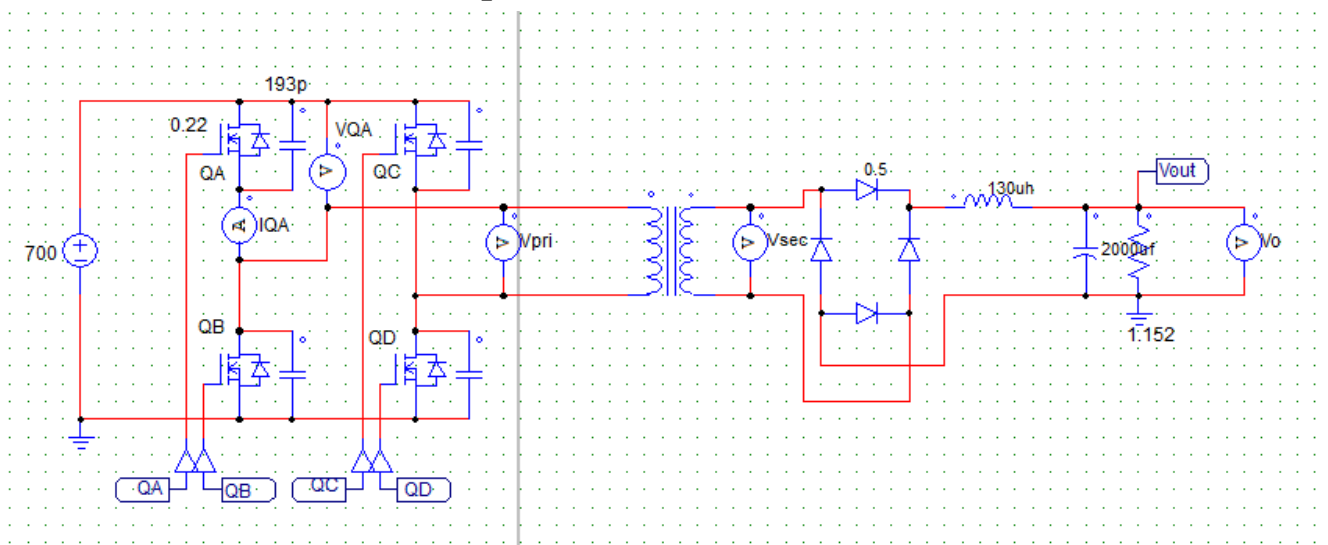 193p
0.22
VQA
QA
QC
0.5
130uh
Vout
IQA
Vpri
Vsec
2000uf
Vo
700
QB
QD
1.152
QA
QB
QC
QD